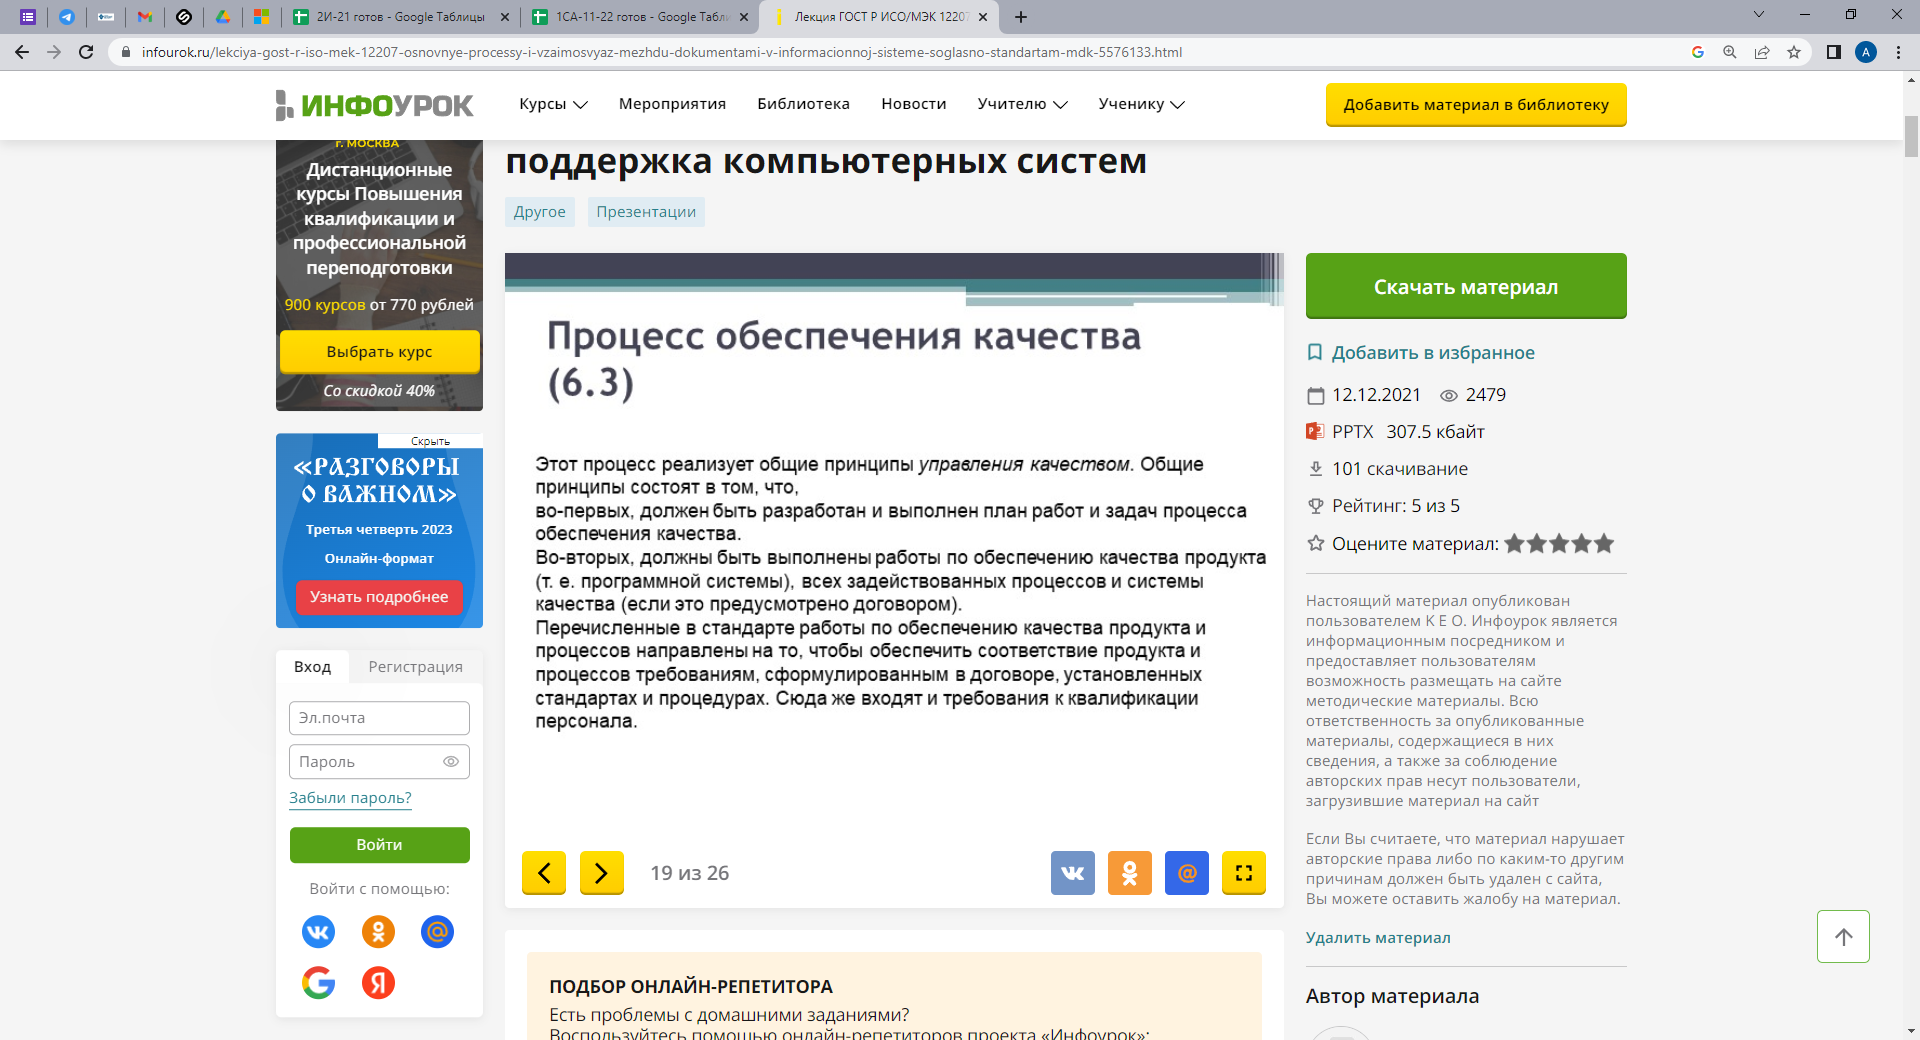 2И-21 готов - Google Таблицы
1СА-11-22 готов - Google Табли
Лекция ГОСТ Р ИСО/МЭК 12207
infourok.ru/lekciya-gost-r-iso-mek-12207-osnovnye-processy-i-vzaimosvyaz-mezhdu-dokumentami-v-informacionnoj-sisteme-soglasno-standartam-mdk-5576133.html
A
ИНФОУРОК
Курсы
Мероприятия
Библиотека
Новости
Учителю
Ученику
Добавить материал в библиотеку
г. МОСКВА
Дистанционные
курсы Повышения
квалификации и
профессиональной
переподготовки
900 курсов от 770 рублей
Выбрать курс
Со скидкой 40%
Скрыть
«РАЗГОВОРЫ
О ВАЖНОМ»
Третья четверть 2023
Онлайн-формат
Узнать подробнее
Вход
Регистрация
Эл.почта
Пароль
Забыли пароль?
Войти
Войти с помощью:
поддержка компьютерных систем
Другое
Презентации
Процесс обеспечения качества
(6.3)
Этот процесс реализует общие принципы управления качеством. Общие
принципы состоят в том, что,
во-первых, должен быть разработан и выполнен план работ и задач процесса
обеспечения качества.
Во-вторых, должны быть выполнены работы по обеспечению качества продукта
(т. е. программной системы), всех задействованных процессов и системы
качества (если это предусмотрено договором).
Перечисленные в стандарте работы по обеспечению качества продукта и
процессов направлены на то, чтобы обеспечить соответствие продукта и
процессов требованиям, сформулированным в договоре, установленных
стандартах и процедурах. Сюда же входят и требования к квалификации
персонала.
19 из 26
ПОДБОР ОНЛАЙН-РЕПЕТИТОРА
Есть проблемы с домашними заданиями?
Воспользуйтесь помощью онлайн-репетиторов проекта «Инфоурок»:
Скачать материал
Добавить в избранное
12.12.2021
2479
PPTX
307.5 кбайт
101 скачивание
Рейтинг: 5 из 5
Оцените материал:
Настоящий материал опубликован
пользователем К Е О. Инфоурок является
информационным посредником и
предоставляет пользователям
возможность размещать на сайте
методические материалы. Всю
ответственность за опубликованные
материалы, содержащиеся в них
сведения, а также за соблюдение
авторских прав несут пользователи,
загрузившие материал на сайт
Если Вы считаете, что материал нарушает
авторские права либо по каким-то другим
причинам должен быть удален с сайта,
Вы можете оставить жалобу на материал.
Удалить материал
Автор материала